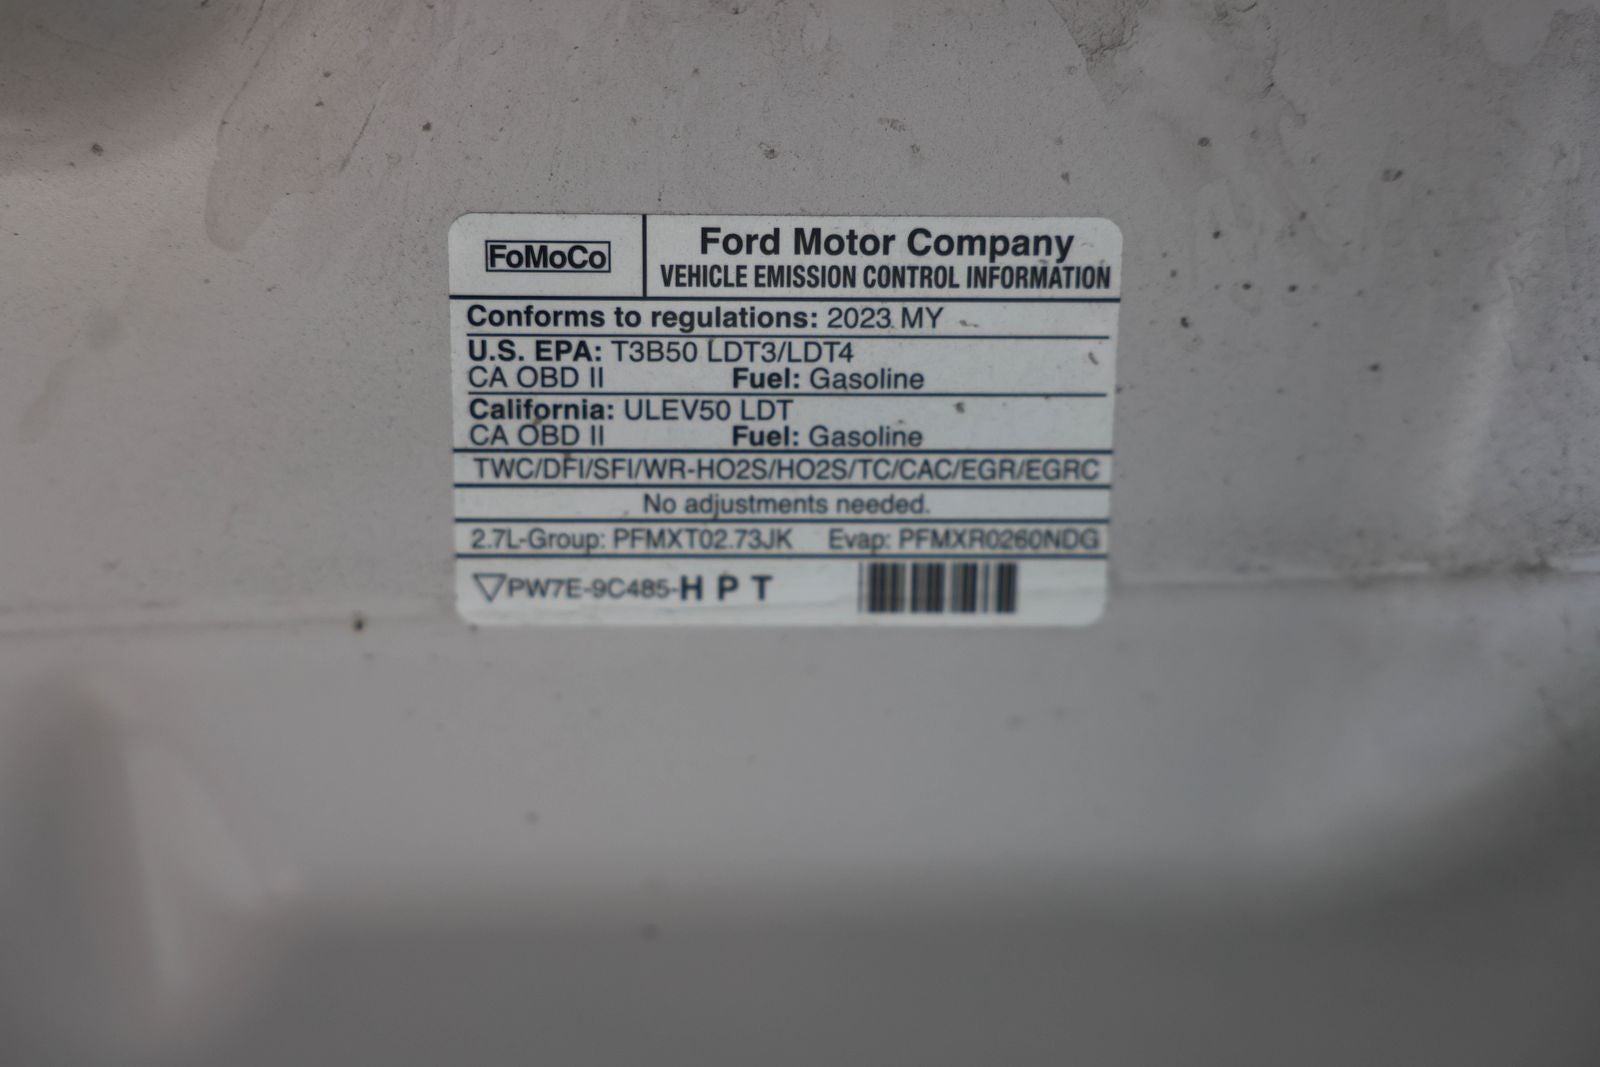 FoMoCo
Ford Motor Company
VEHICLE EMISSION CONTROL INFORMATION
Conforms to regulations: 2023 MY
U.S. EPA: T3B50 LDT3/LDT4
CA OBD II Fuel: Gasoline
California: ULEV50 LDT
CA OBD II Fuel: Gasoline
TWC/DFI/SFI/WR-HO2S/HO2S/TC/CAC/EGR/EGRC
No adjustments needed.
2.7L-Group: PFMXT02.73JK Evap: PFMXR0260NDG
PW7E-9C485-H P T